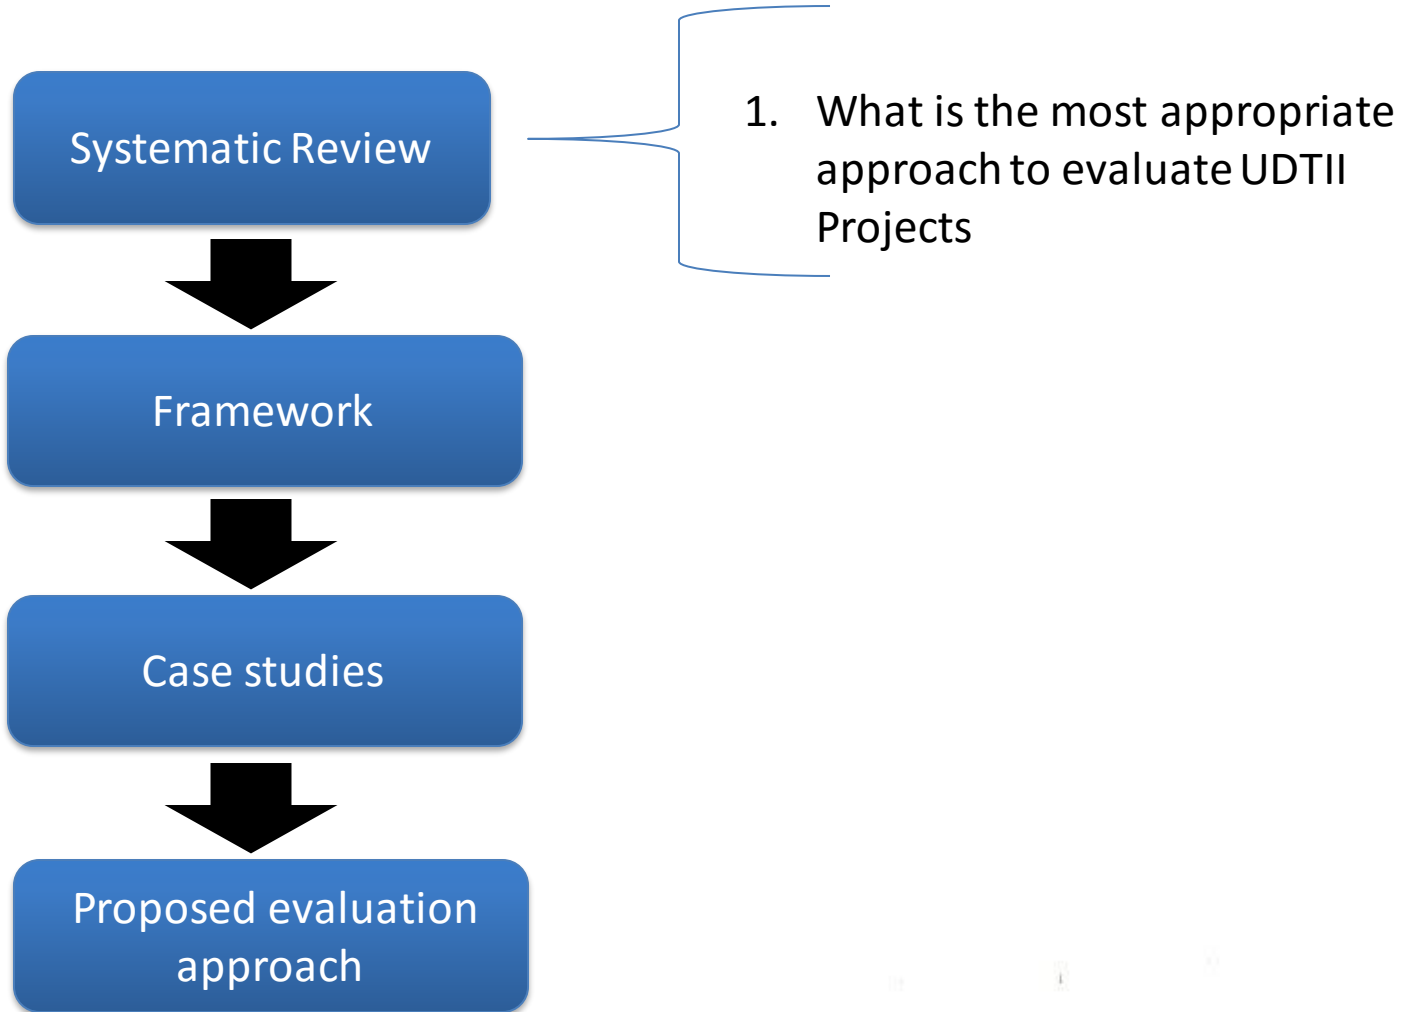 Systematic Review
1. What is the most appropriate
approach to evaluate UDTII
Projects
Framework
Case studies
Proposed evaluation
approach